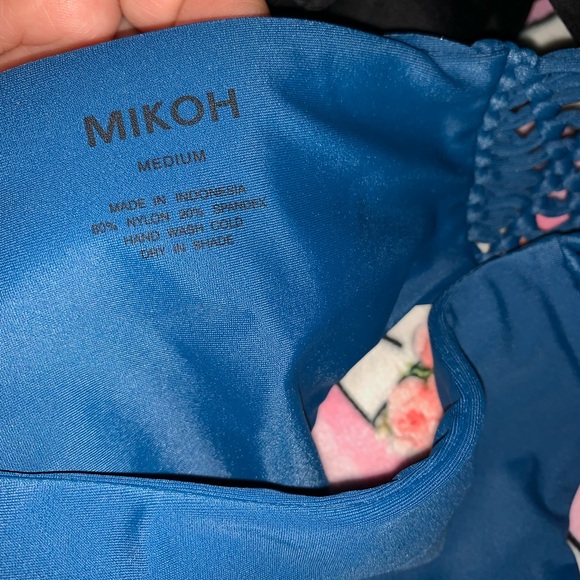 MIKOH
MEDIUM
MADE IN INDONESIA
80% NYLON 20% SPANDEX
HAND WASH COLD
DRY IN SHADE